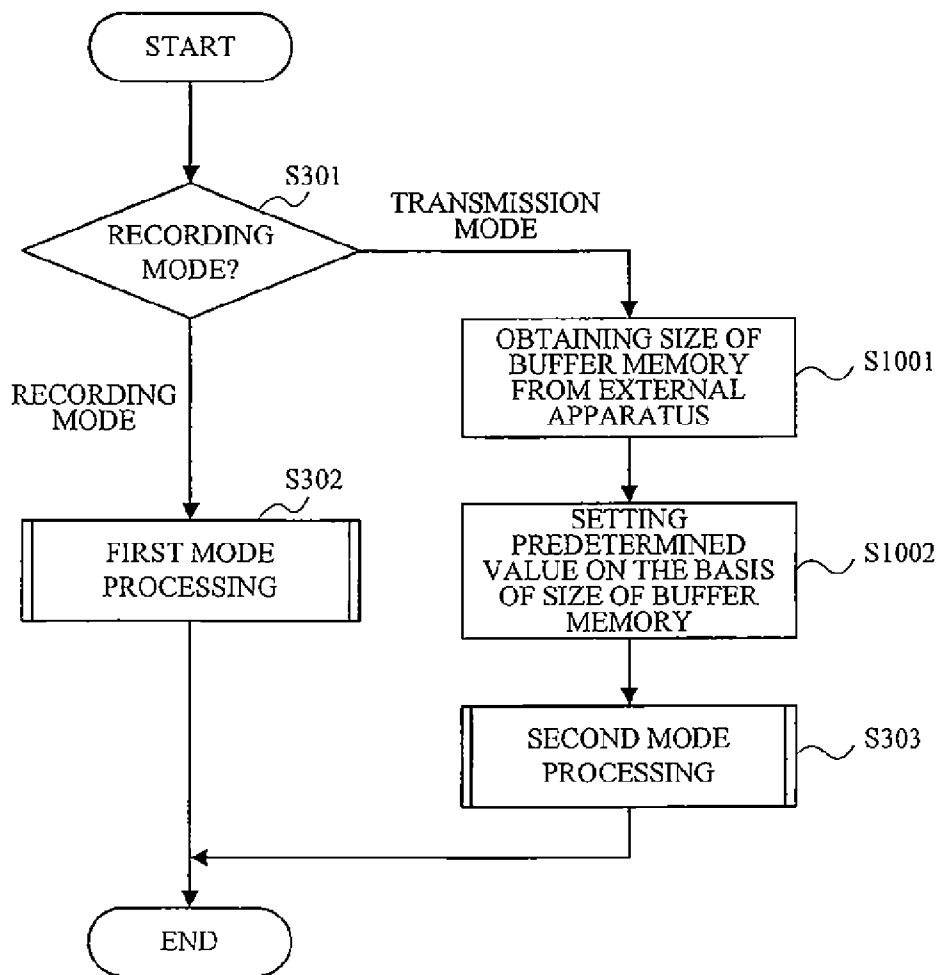 START
S301
RECORDING
MODE?
TRANSMISSION
MODE
OBTAINING SIZE OF
BUFFER MEMORY
FROM EXTERNAL
APPARATUS
S1001
RECORDING
MODE
S302
FIRST MODE
PROCESSING
SETTING
PREDETERMINED
VALUE ON THE BASIS
OF SIZE OF BUFFER
MEMORY
S1002
SECOND MODE
PROCESSING
S303
END